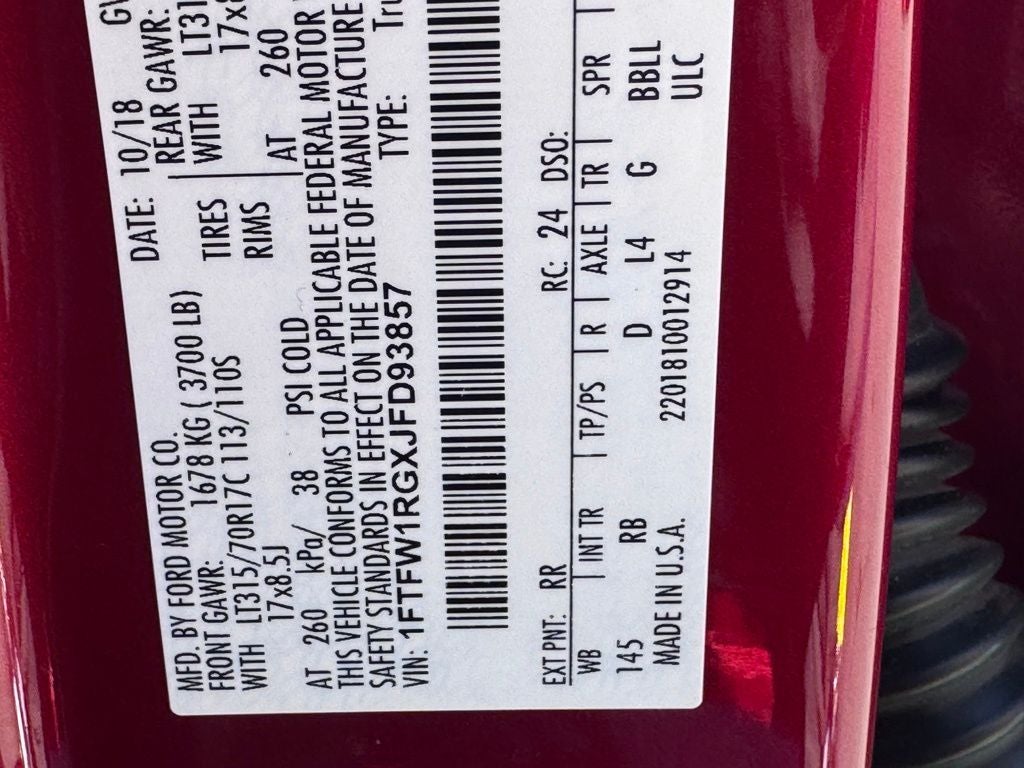 MFD. BY FORD MOTOR CO.
DATE: 10/18
FRONT GAWR: 1678 KG ( 3700 LB)
REAR GAWR:
WITH LT315/70R17C 113/110S TIRES
WITH
17x8.5J RIMS
AT 260 kPa/ 38 PSI COLD
AT 260
THIS VEHICLE CONFORMS TO ALL APPLICABLE FEDERAL MOTOR
SAFETY STANDARDS IN EFFECT ON THE DATE OF MANUFACTURE
VIN: 1FTFW1RGXJFD93857
TYPE:
EXT PNT: RR RC: 24 DSO:
WB INT TR TP/PS R AXLE TR SPR
145 RB D L4 G BBLL
MADE IN U.S.A. 2201810012914 ULC